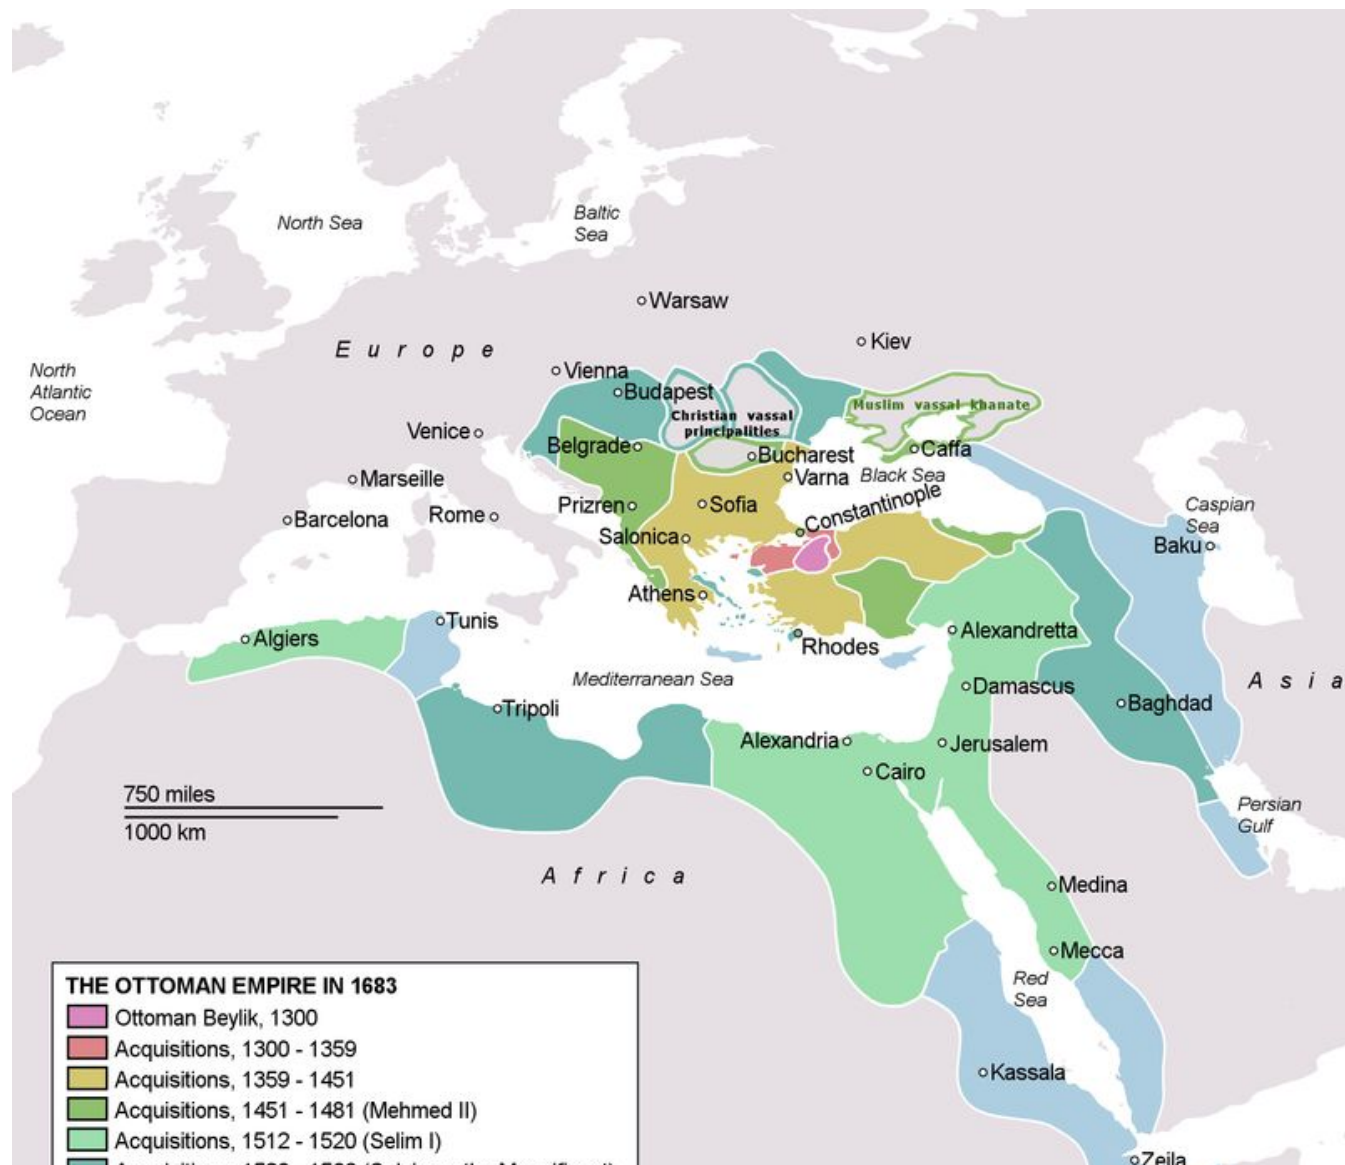 North Sea
Baltic
Sea
Warsaw
Kiev
Europe
North
Atlantic
Ocean
Vienna
Budapest
Christian vassal
principalities
Muslim vassal khanate
Venice
Belgrade
Bucharest
Caffa
Black Sea
Varna
Marseille
Constantinople
Caspian
Sea
Prizren
Sofia
Barcelona
Rome
Salonica
Baku
Athens
Tunis
Algiers
Alexandretta
Rhodes
Mediterranean Sea
Damascus
Asia
Tripoli
Baghdad
Alexandria
Jerusalem
Cairo
750 miles
1000 km
Persian
Gulf
Africa
Medina
Mecca
Red
Sea
Kassala
Zeila
THE OTTOMAN EMPIRE IN 1683
Ottoman Beylik, 1300
Acquisitions, 1300 - 1359
Acquisitions, 1359 - 1451
Acquisitions, 1451 - 1481 (Mehmed II)
Acquisitions, 1512 - 1520 (Selim I)